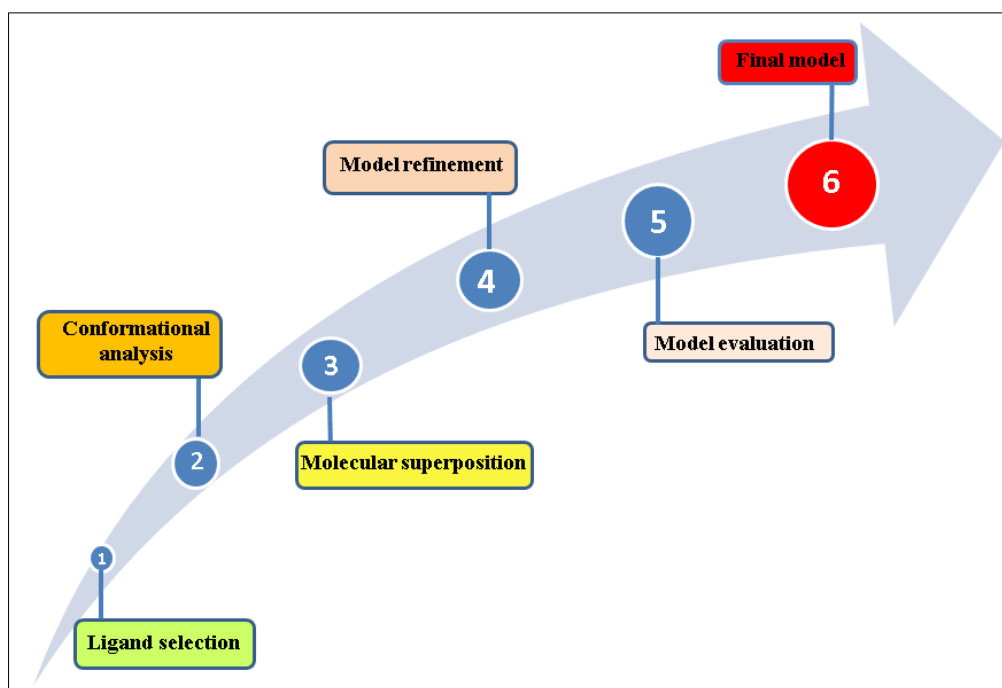 1
Ligand selection
2
Conformational
analysis
3
Molecular superposition
4
Model refinement
5
Model evaluation
6
Final model